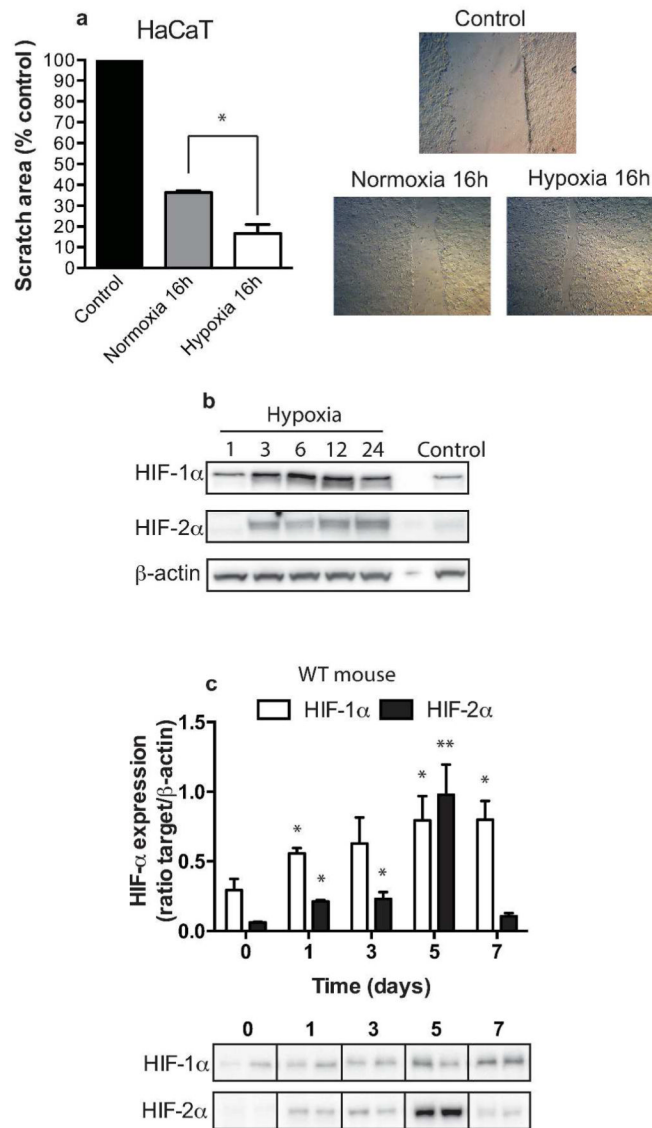 a
HaCaT
Scratch area (% control)
100
90
80
70
60
50
40
30
20
10
0
*
Control
Normoxia 16h
Hypoxia 16h
Control
Normoxia 16h
Hypoxia 16h
b
Hypoxia
1 3 6 12 24 Control
HIF-1α
HIF-2α
β-actin
c
WT mouse
HIF-1α HIF-2α
HIF-α expression
(ratio target/β-actin)
1.5
1.0
0.5
0.0
* * * * ** *
0 1 3 5 7
Time (days)
0 1 3 5 7
HIF-1α
HIF-2α